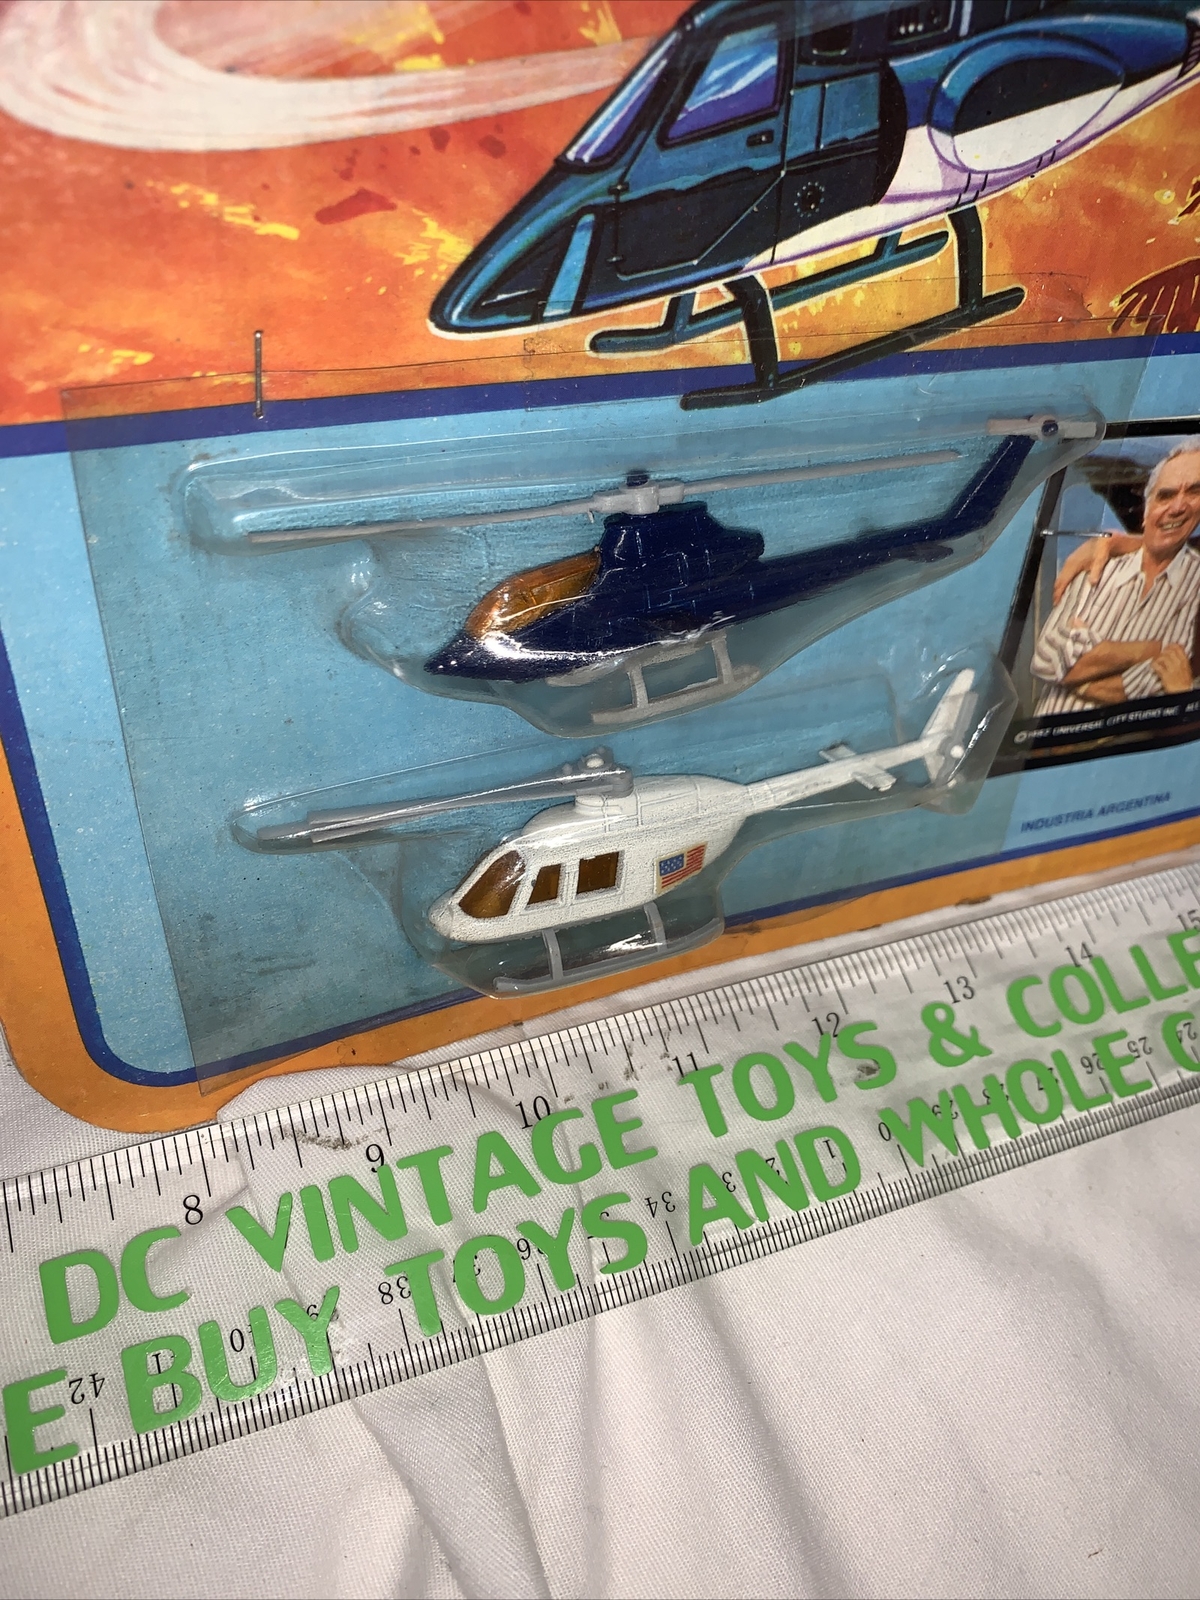 ©1987 UNIVERSAL CITY STUDIO INC
INDUSTRIA ARGENTINA
8 9 10 11 12 13 14 15
DC VINTAGE TOYS & COLLE
E BUY TOYS AND WHOLE C